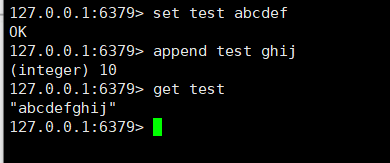 127.0.0.1:6379> set test abcdef
OK
127.0.0.1:6379> append test ghij
(integer) 10
127.0.0.1:6379> get test
"abcdefghij"
127.0.0.1:6379>